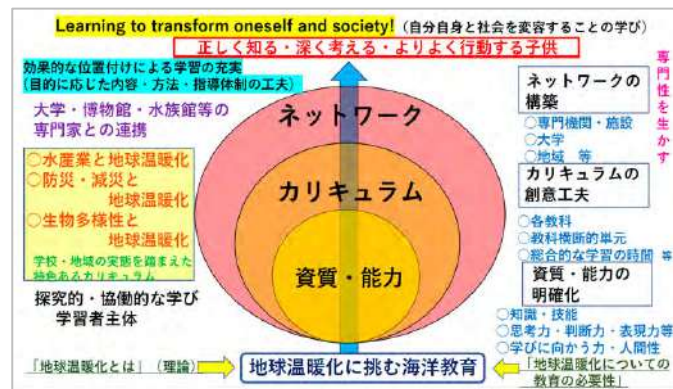 Learning to transform oneself and society! (自分自身と社会を変容することの学び)
正しく知る・深く考える・よりよく行動する子供
効果的な位置付けによる学習の充実
(目的に応じた内容・方法・指導体制の工夫)
大学・博物館・水族館等の
専門家との連携
○水産業と地球温暖化
○防災・減災と
地球温暖化
○生物多様性と
地球温暖化
学校・地域の実態を踏まえた
特色あるカリキュラム
探究的・協働的な学び
学習者主体
ネットワーク
カリキュラム
資質・能力
ネットワークの
構築
○専門機関・施設
○大学
○地域 等
専門性を生かす
カリキュラムの
創意工夫
○各教科
○教科横断的単元
○総合的な学習の時間 等
資質・能力の
明確化
○知識・技能
○思考力・判断力・表現力等
○学びに向かう力・人間性
「地球温暖化とは」(理論)
地球温暖化に挑む海洋教育
「地球温暖化についての
教育の必要性」